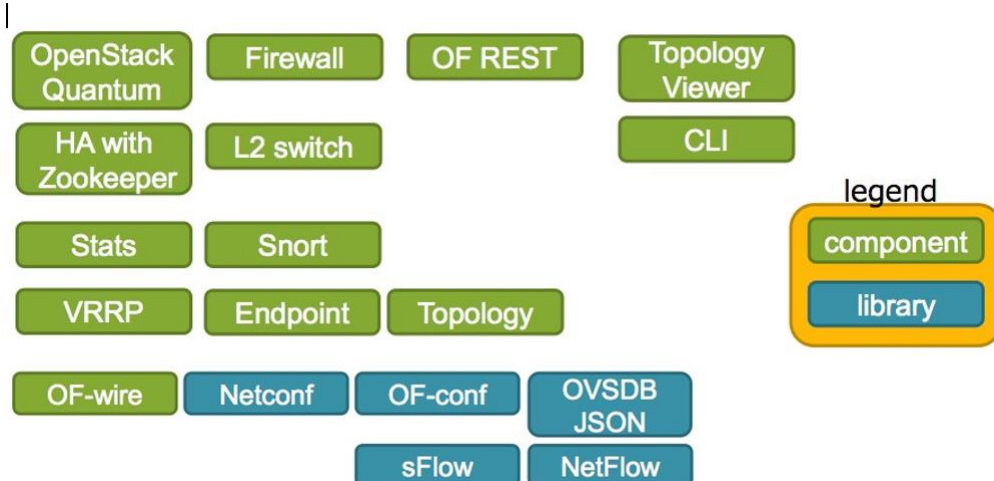 OpenStack
Quantum
Firewall
OF REST
Topology
Viewer
HA with
Zookeeper
L2 switch
CLI
legend
component
library
Stats
Snort
VRRP
Endpoint
Topology
OF-wire
Netconf
OF-conf
OVSDB
JSON
sFlow
NetFlow